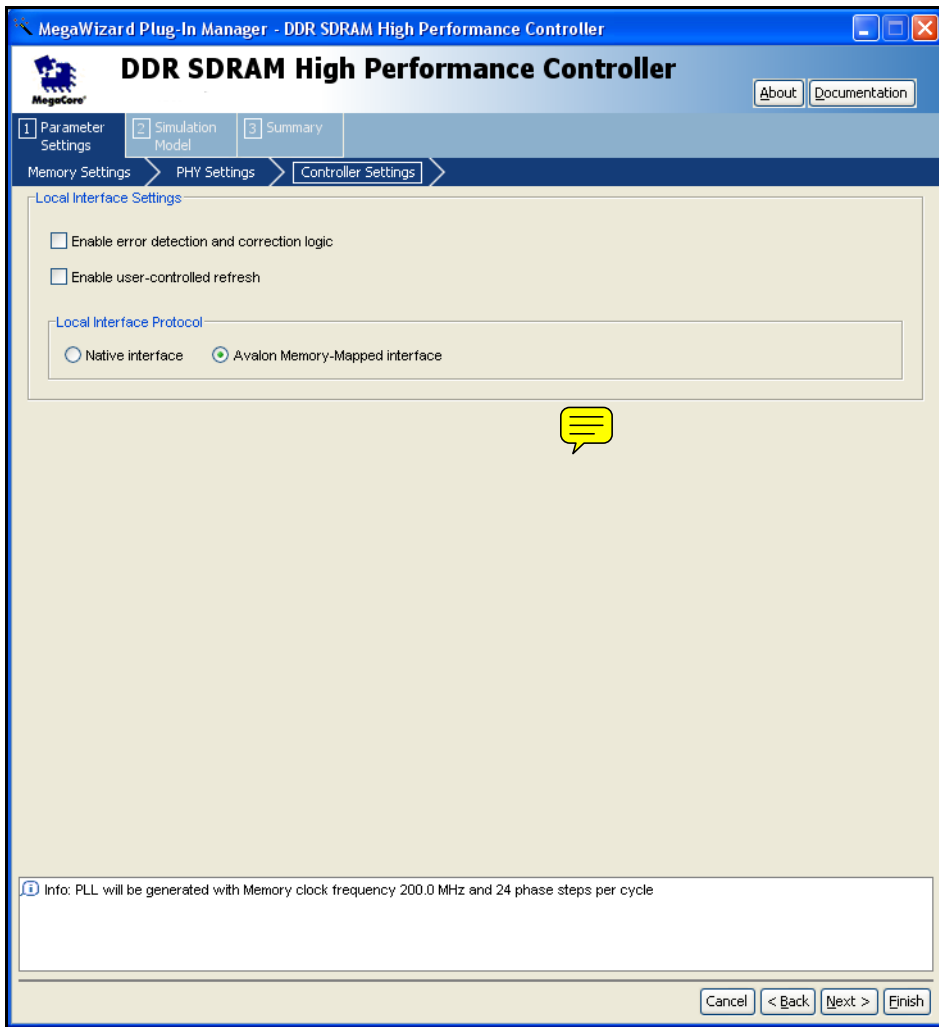 MegaWizard Plug-In Manager - DDR SDRAM High Performance Controller
DDR SDRAM High Performance Controller
MegaCore®
About
Documentation
1 Parameter Settings
2 Simulation Model
3 Summary
Memory Settings
PHY Settings
Controller Settings
Local Interface Settings
Enable error detection and correction logic
Enable user-controlled refresh
Local Interface Protocol
Native interface
Avalon Memory-Mapped interface
Info: PLL will be generated with Memory clock frequency 200.0 MHz and 24 phase steps per cycle
Cancel
< Back
Next >
Finish